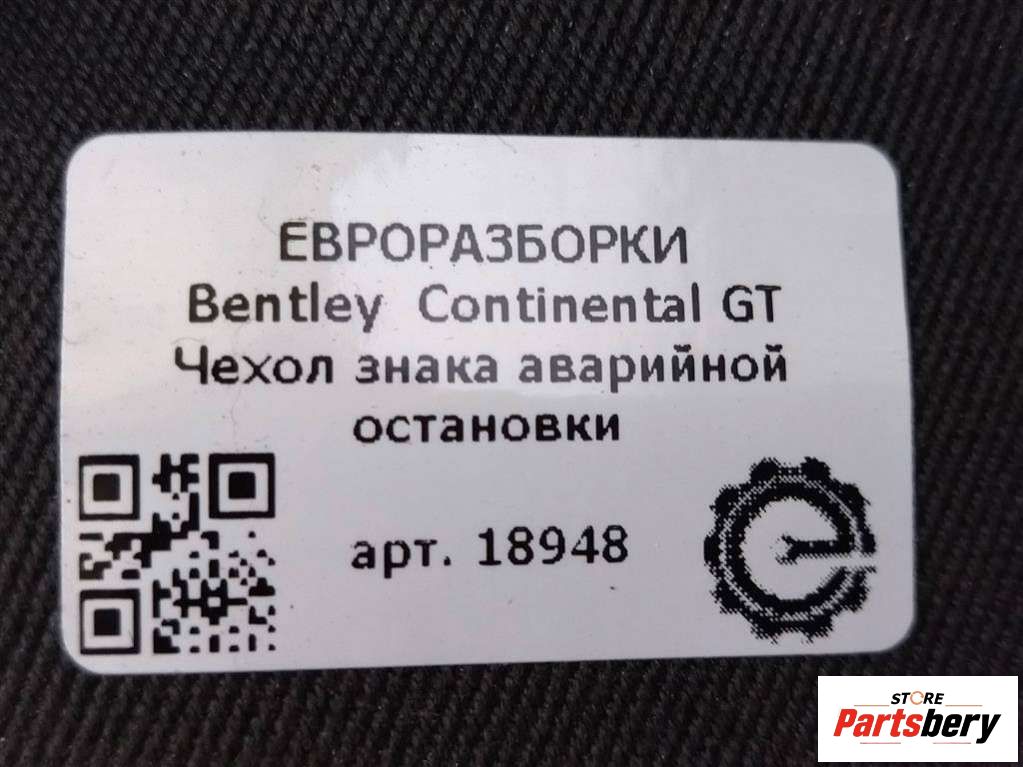 ЕВРОРАЗБОРКИ
Bentley Continental GT
Чехол знака аварийной
остановки
арт. 18948
STORE
Partsbery